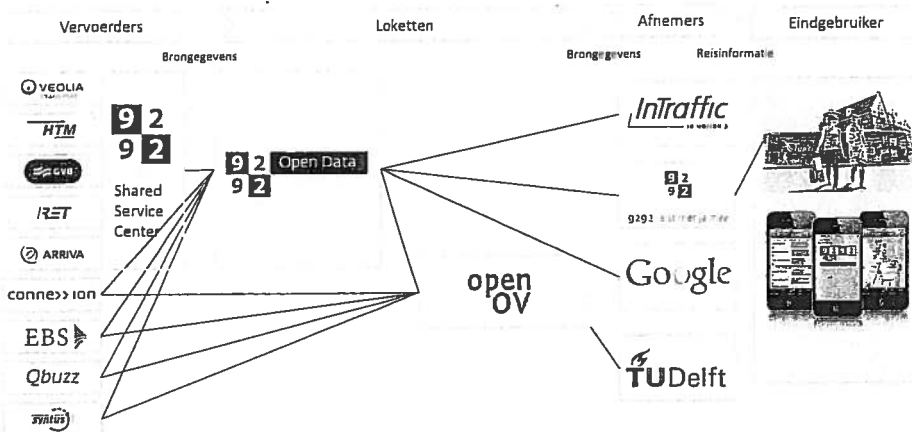 Vervoerders
Loketten
Afnemers
Eindgebruiker
Brongegevens
Brongegevens
Reisinformatie
VEOLIA
HTM
GVB
RET
ARRIVA
connexxion
EBS
Qbuzz
syntus
9 2
9 2
Shared
Service
Center
9 2
9 2
Open Data
open
OV
InTraffic
9 2
9 2
9292
Google
TUDelft